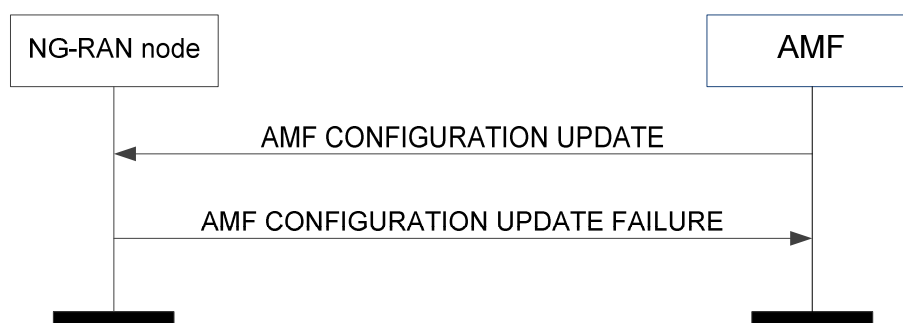 NG-RAN node
AMF
AMF CONFIGURATION UPDATE
AMF CONFIGURATION UPDATE FAILURE